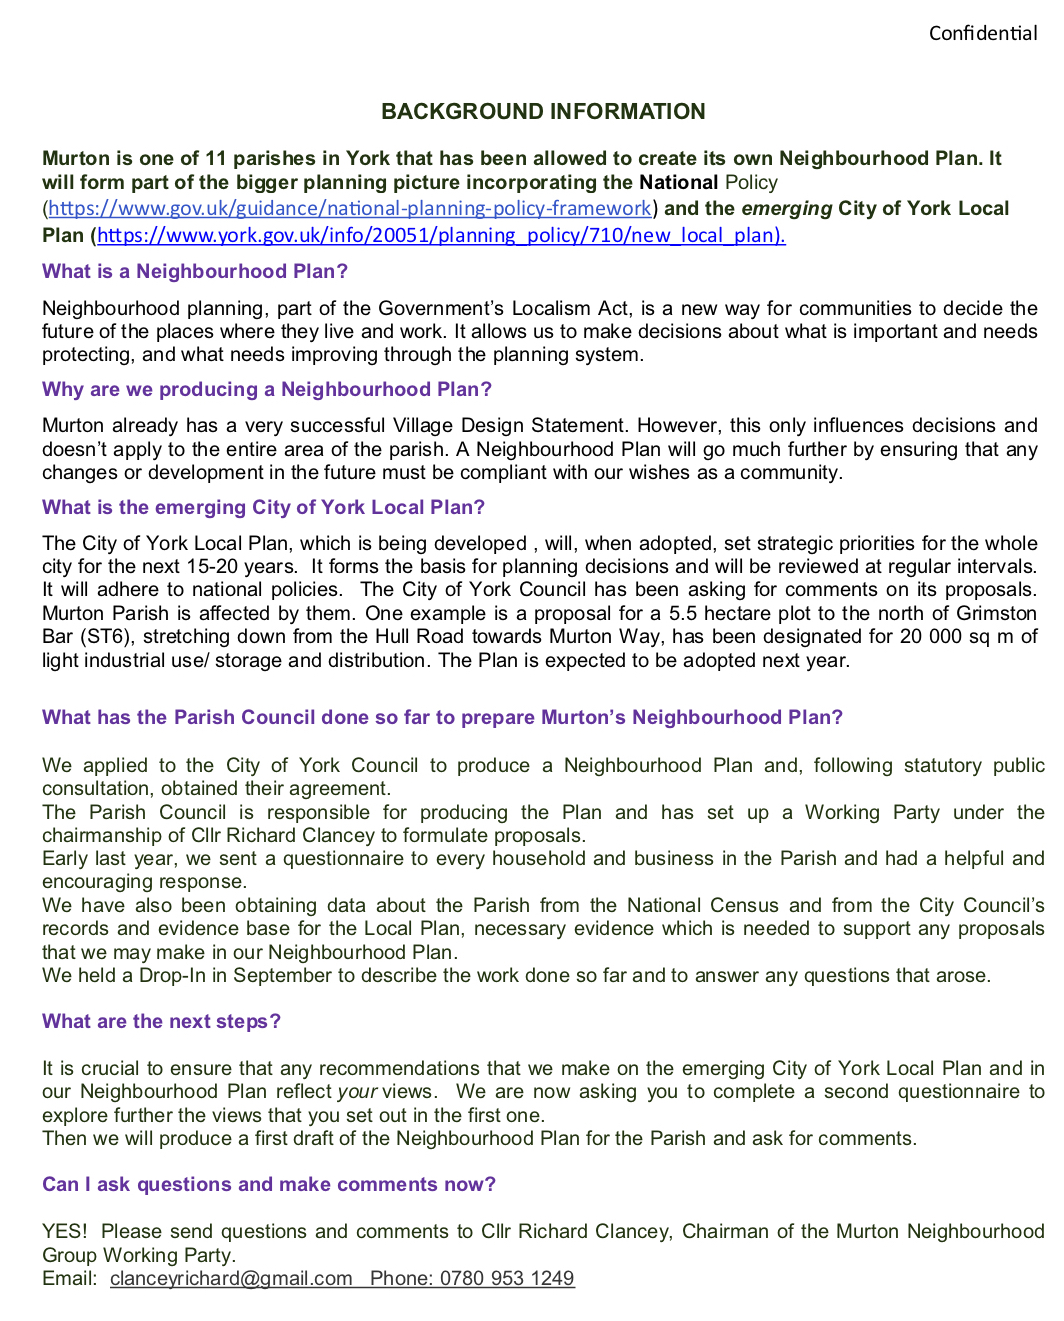 Confidential
BACKGROUND INFORMATION
Murton is one of 11 parishes in York that has been allowed to create its own Neighbourhood Plan. It
will form part of the bigger planning picture incorporating the National Policy
(https://www.gov.uk/guidance/national-planning-policy-framework) and the emerging City of York Local
Plan (https://www.york.gov.uk/info/20051/planning_policy/710/new_local_plan).
What is a Neighbourhood Plan?
Neighbourhood planning, part of the Government’s Localism Act, is a new way for communities to decide the
future of the places where they live and work. It allows us to make decisions about what is important and needs
protecting, and what needs improving through the planning system.
Why are we producing a Neighbourhood Plan?
Murton already has a very successful Village Design Statement. However, this only influences decisions and
doesn’t apply to the entire area of the parish. A Neighbourhood Plan will go much further by ensuring that any
changes or development in the future must be compliant with our wishes as a community.
What is the emerging City of York Local Plan?
The City of York Local Plan, which is being developed , will, when adopted, set strategic priorities for the whole
city for the next 15-20 years.  It forms the basis for planning decisions and will be reviewed at regular intervals.
It will adhere to national policies.  The City of York Council has been asking for comments on its proposals.
Murton Parish is affected by them. One example is a proposal for a 5.5 hectare plot to the north of Grimston
Bar (ST6), stretching down from the Hull Road towards Murton Way, has been designated for 20 000 sq m of
light industrial use/ storage and distribution. The Plan is expected to be adopted next year.
What has the Parish Council done so far to prepare Murton’s Neighbourhood Plan?
We applied to the City of York Council to produce a Neighbourhood Plan and, following statutory public
consultation, obtained their agreement.
The Parish Council is responsible for producing the Plan and has set up a Working Party under the
chairmanship of Cllr Richard Clancey to formulate proposals.
Early last year, we sent a questionnaire to every household and business in the Parish and had a helpful and
encouraging response.
We have also been obtaining data about the Parish from the National Census and from the City Council’s
records and evidence base for the Local Plan, necessary evidence which is needed to support any proposals
that we may make in our Neighbourhood Plan.
We held a Drop-In in September to describe the work done so far and to answer any questions that arose.
What are the next steps?
It is crucial to ensure that any recommendations that we make on the emerging City of York Local Plan and in
our Neighbourhood Plan reflect your views.  We are now asking you to complete a second questionnaire to
explore further the views that you set out in the first one.
Then we will produce a first draft of the Neighbourhood Plan for the Parish and ask for comments.
Can I ask questions and make comments now?
YES!  Please send questions and comments to Cllr Richard Clancey, Chairman of the Murton Neighbourhood
Group Working Party.
Email:  clanceyrichard@gmail.com   Phone: 0780 953 1249